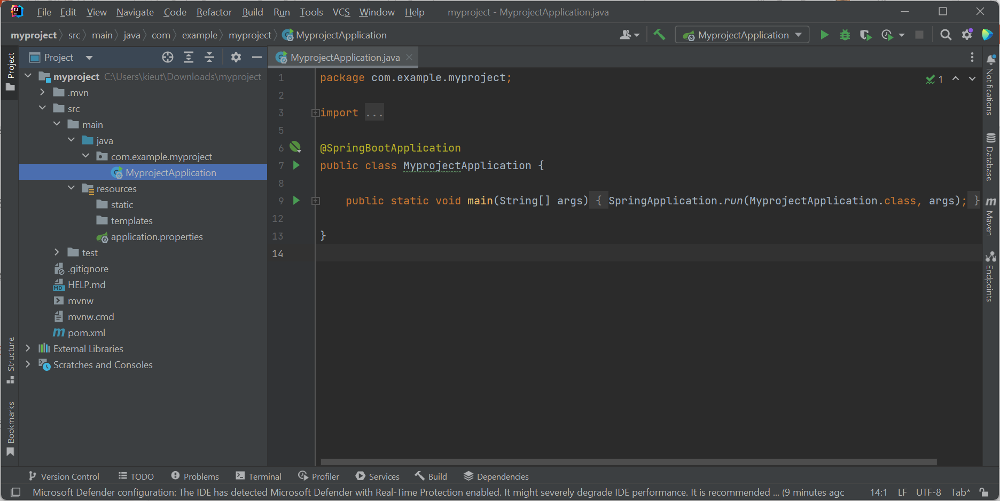 File Edit View Navigate Code Refactor Build Run Tools VCS Window Help myproject - MyprojectApplication.java
myproject src main java com example myproject MyprojectApplication MyprojectApplication
Project
Project
MyprojectApplication.java
myproject C:\Users\kieut\Downloads\myproject
.mvn
src
main
java
com.example.myproject
MyprojectApplication
resources
static
templates
application.properties
test
.gitignore
HELP.md
mvnw
mvnw.cmd
pom.xml
External Libraries
Scratches and Consoles
Structure
Bookmarks
1 package com.example.myproject;
2
3 import ...
5
6 @SpringBootApplication
7 public class MyprojectApplication {
8
9 public static void main(String[] args) { SpringApplication.run(MyprojectApplication.class, args); }
12
13 }
14
1
Notifications
Database
Maven
Endpoints
Version Control TODO Problems Terminal Profiler Services Build Dependencies
Microsoft Defender configuration: The IDE has detected Microsoft Defender with Real-Time Protection enabled. It might severely degrade IDE performance. It is recommended ... (9 minutes agc 14:1 LF UTF-8 Tab*